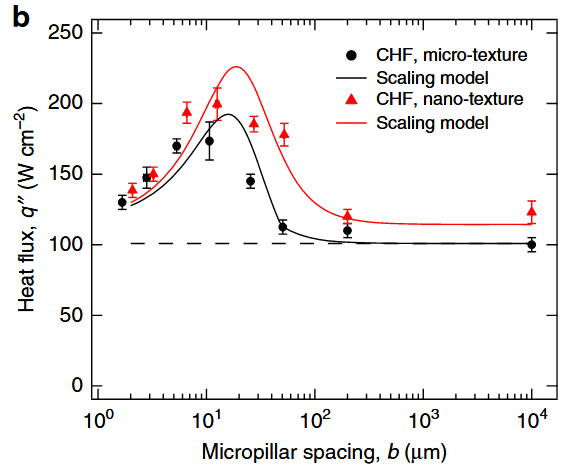 b
250
200
150
100
50
0
Heat flux, q″ (W cm⁻²)
CHF, micro-texture
Scaling model
CHF, nano-texture
Scaling model
10⁰ 10¹ 10² 10³ 10⁴
Micropillar spacing, b (μm)